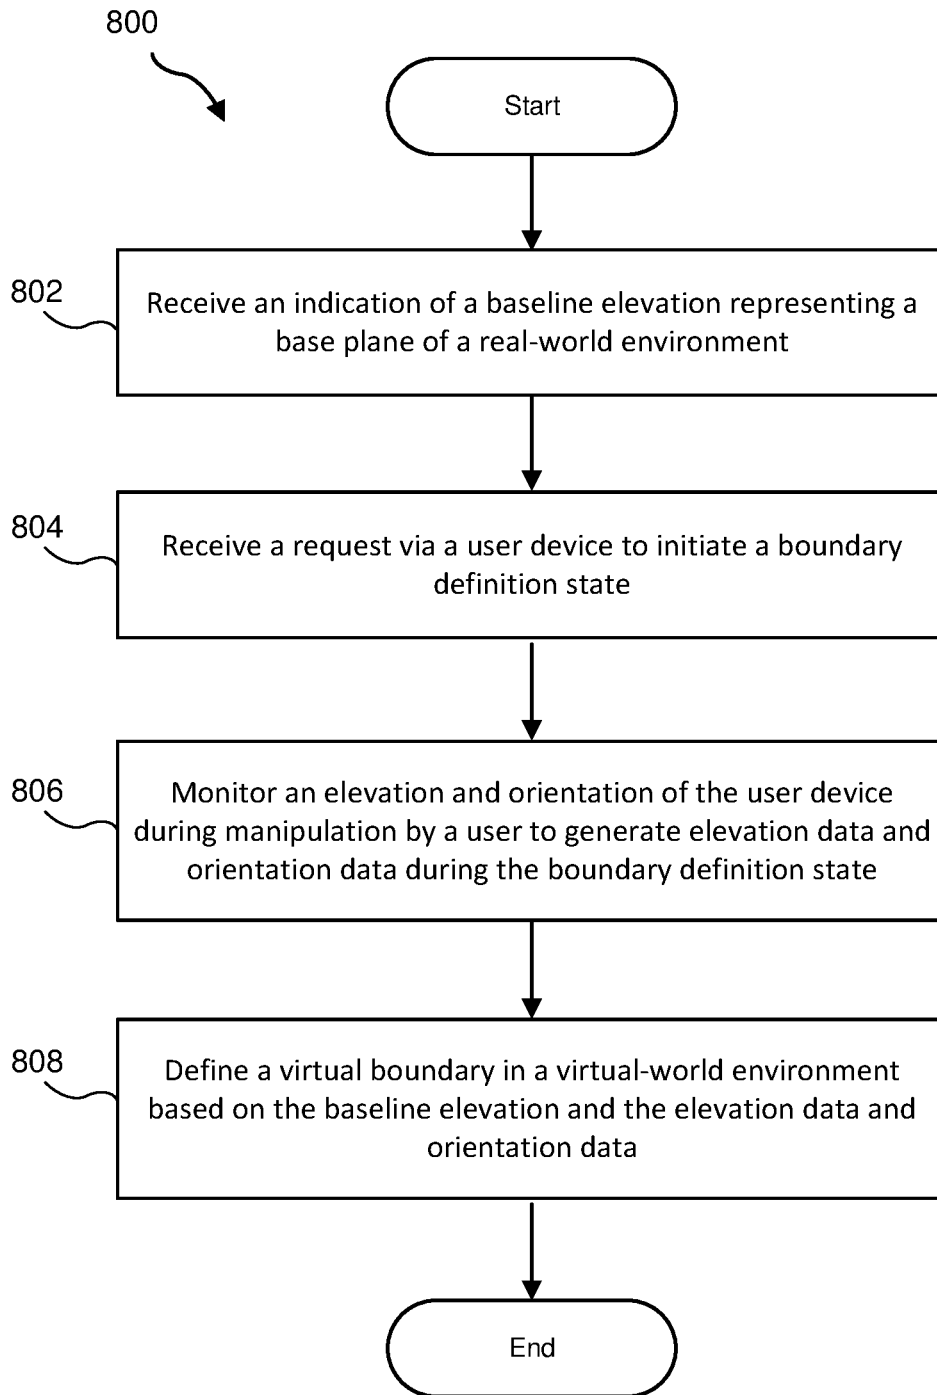 800
Start
802
Receive an indication of a baseline elevation representing a
base plane of a real-world environment
804
Receive a request via a user device to initiate a boundary
definition state
806
Monitor an elevation and orientation of the user device
during manipulation by a user to generate elevation data and
orientation data during the boundary definition state
808
Define a virtual boundary in a virtual-world environment
based on the baseline elevation and the elevation data and
orientation data
End